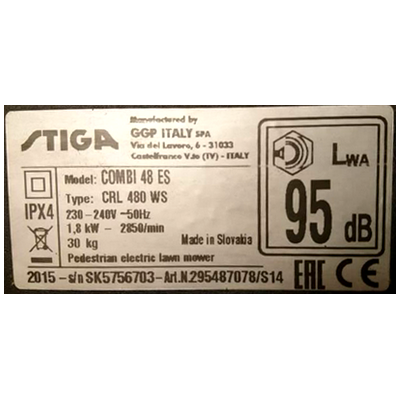 STIGA
Manufactured by
GGP ITALY SPA
Via del Lavoro, 6 - 31033
Castelfranco V.to (TV) - ITALY
Model: COMBI 48 ES
Type: CRL 480 WS
IPX4
230-240V ~50Hz
1,8 kW - 2850/min
30 kg
Made in Slovakia
Pedestrian electric lawn mower
2015 - s/n SK5756703 - Art.N.295487078/S14
LWA
95 dB
EAC CE